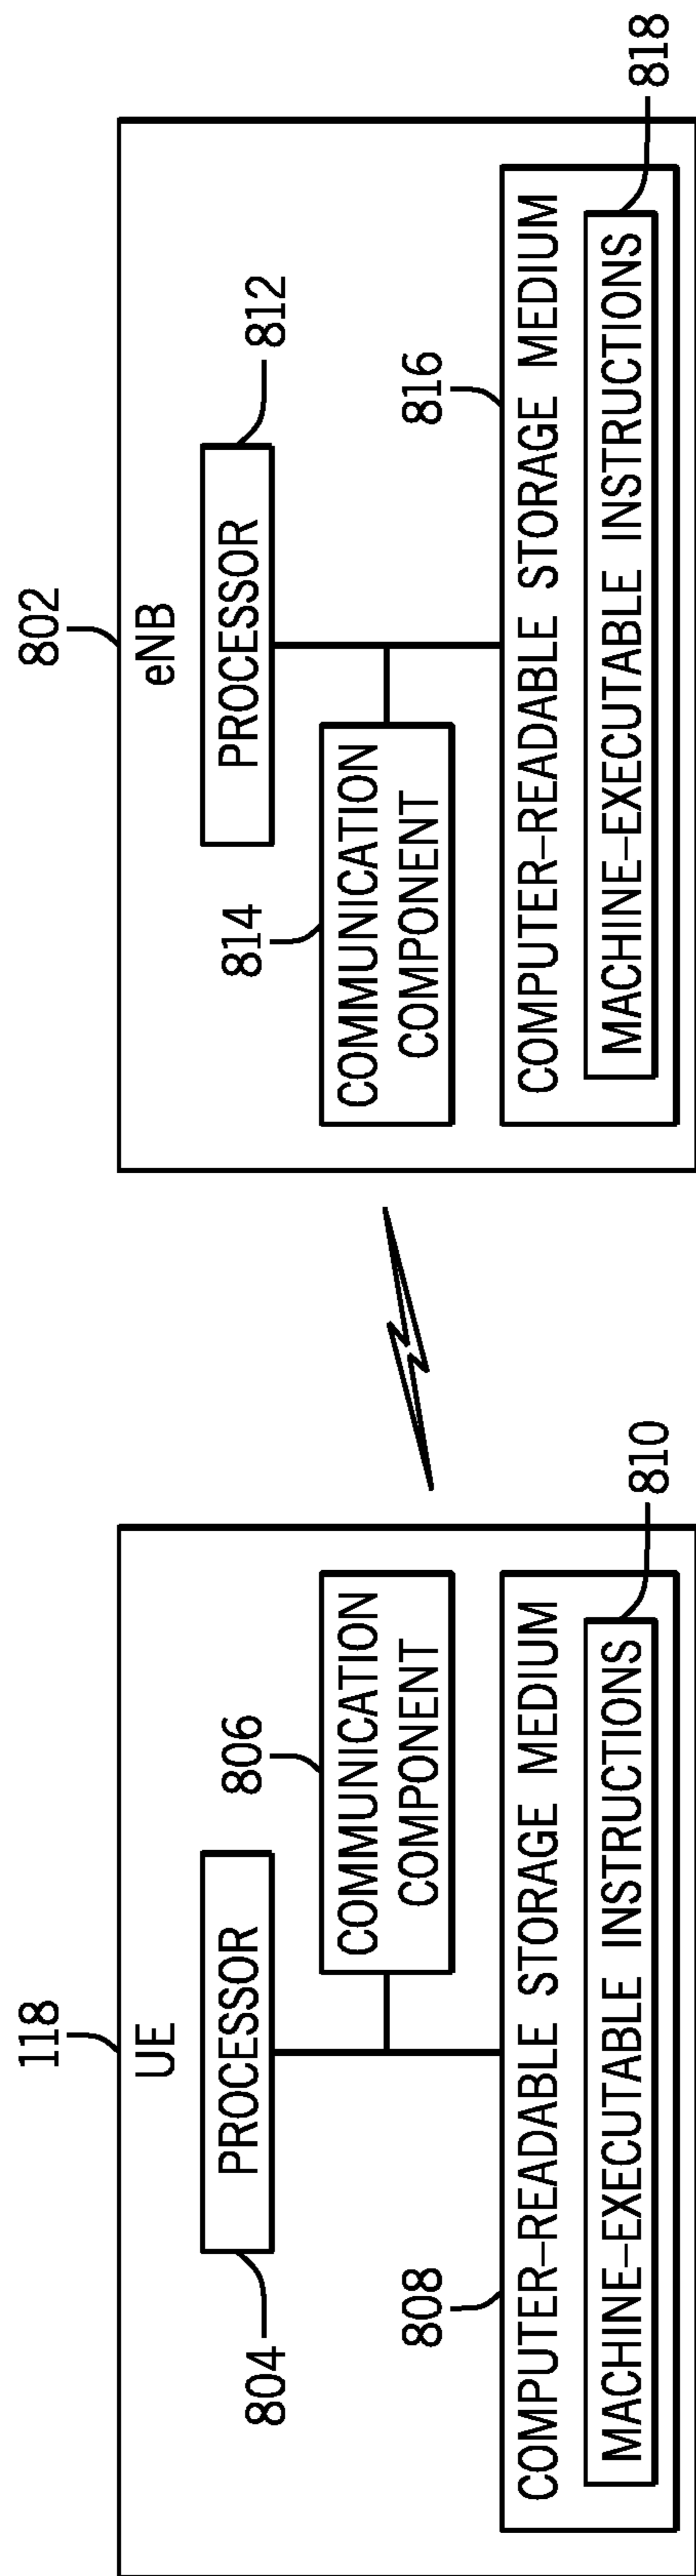 118
UE
PROCESSOR
804
806
COMMUNICATION
COMPONENT
808
COMPUTER–READABLE STORAGE MEDIUM
MACHINE–EXECUTABLE INSTRUCTIONS
810
802
eNB
PROCESSOR
812
814
COMMUNICATION
COMPONENT
816
COMPUTER–READABLE STORAGE MEDIUM
MACHINE–EXECUTABLE INSTRUCTIONS
818